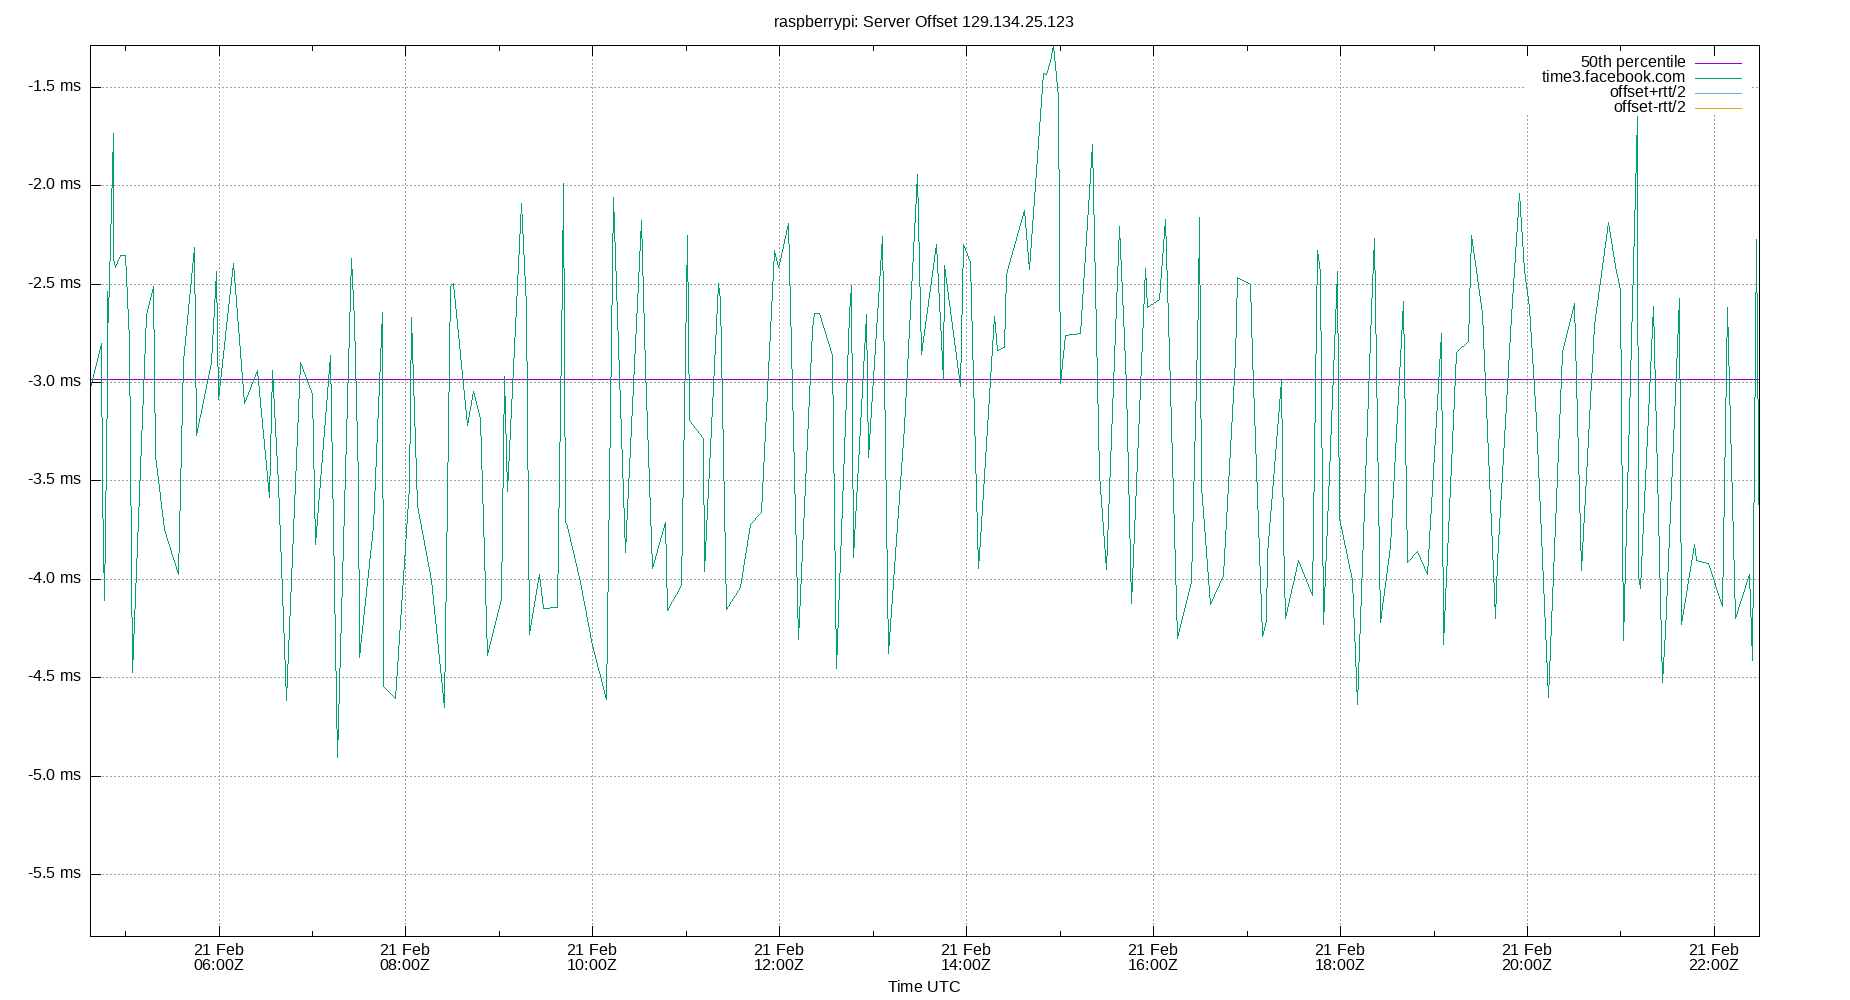 raspberrypi: Server Offset 129.134.25.123
50th percentile
time3.facebook.com
offset+rtt/2
offset-rtt/2
-1.5 ms
-2.0 ms
-2.5 ms
-3.0 ms
-3.5 ms
-4.0 ms
-4.5 ms
-5.0 ms
-5.5 ms
21 Feb 21 Feb 21 Feb 21 Feb 21 Feb 21 Feb 21 Feb 21 Feb 21 Feb
06:00Z 08:00Z 10:00Z 12:00Z 14:00Z 16:00Z 18:00Z 20:00Z 22:00Z
Time UTC